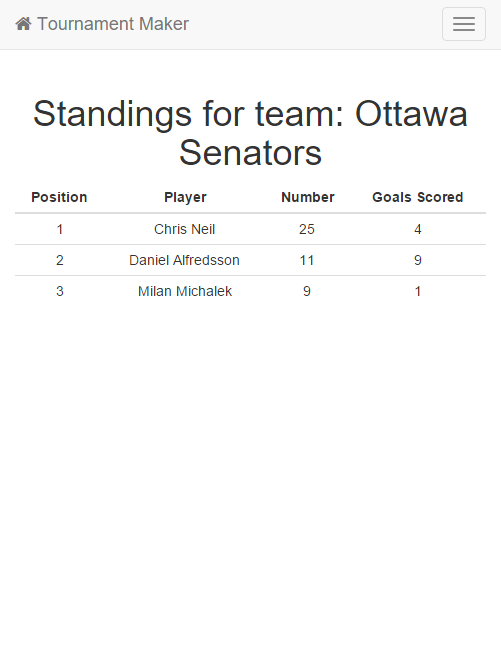 Tournament Maker
Standings for team: Ottawa
Senators
Position Player Number Goals Scored
1 Chris Neil 25 4
2 Daniel Alfredsson 11 9
3 Milan Michalek 9 1